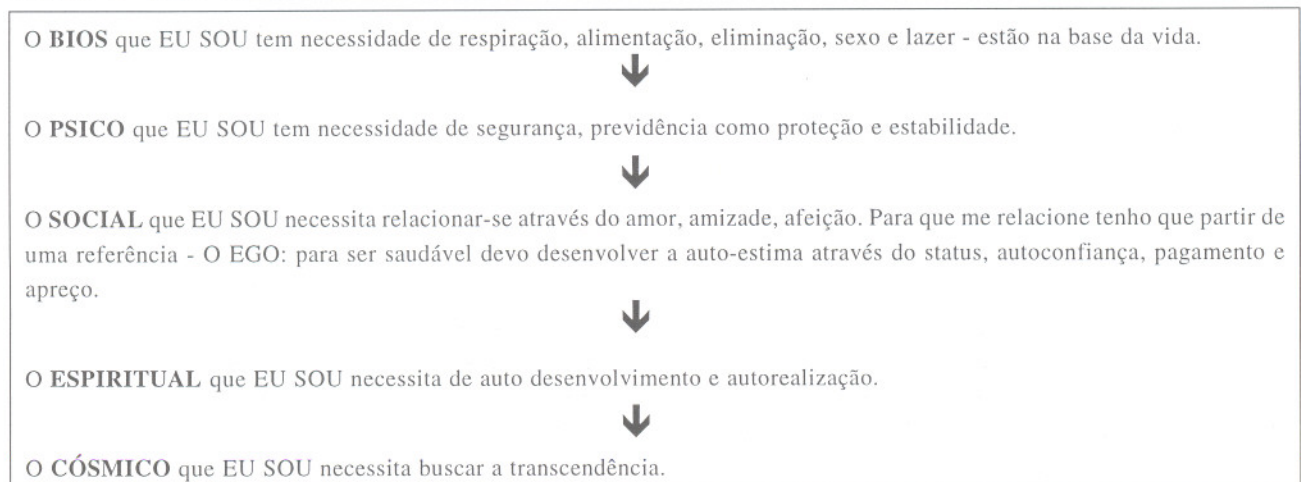 O BIOS que EU SOU tem necessidade de respiração, alimentação, eliminação, sexo e lazer - estão na base da vida.
O PSICO que EU SOU tem necessidade de segurança, previdência como proteção e estabilidade.
O SOCIAL que EU SOU necessita relacionar-se através do amor, amizade, afeição. Para que me relacione tenho que partir de
uma referência - O EGO: para ser saudável devo desenvolver a auto-estima através do status, autoconfiança, pagamento e
apreço.
O ESPIRITUAL que EU SOU necessita de auto desenvolvimento e autorealização.
O CÓSMICO que EU SOU necessita buscar a transcendência.